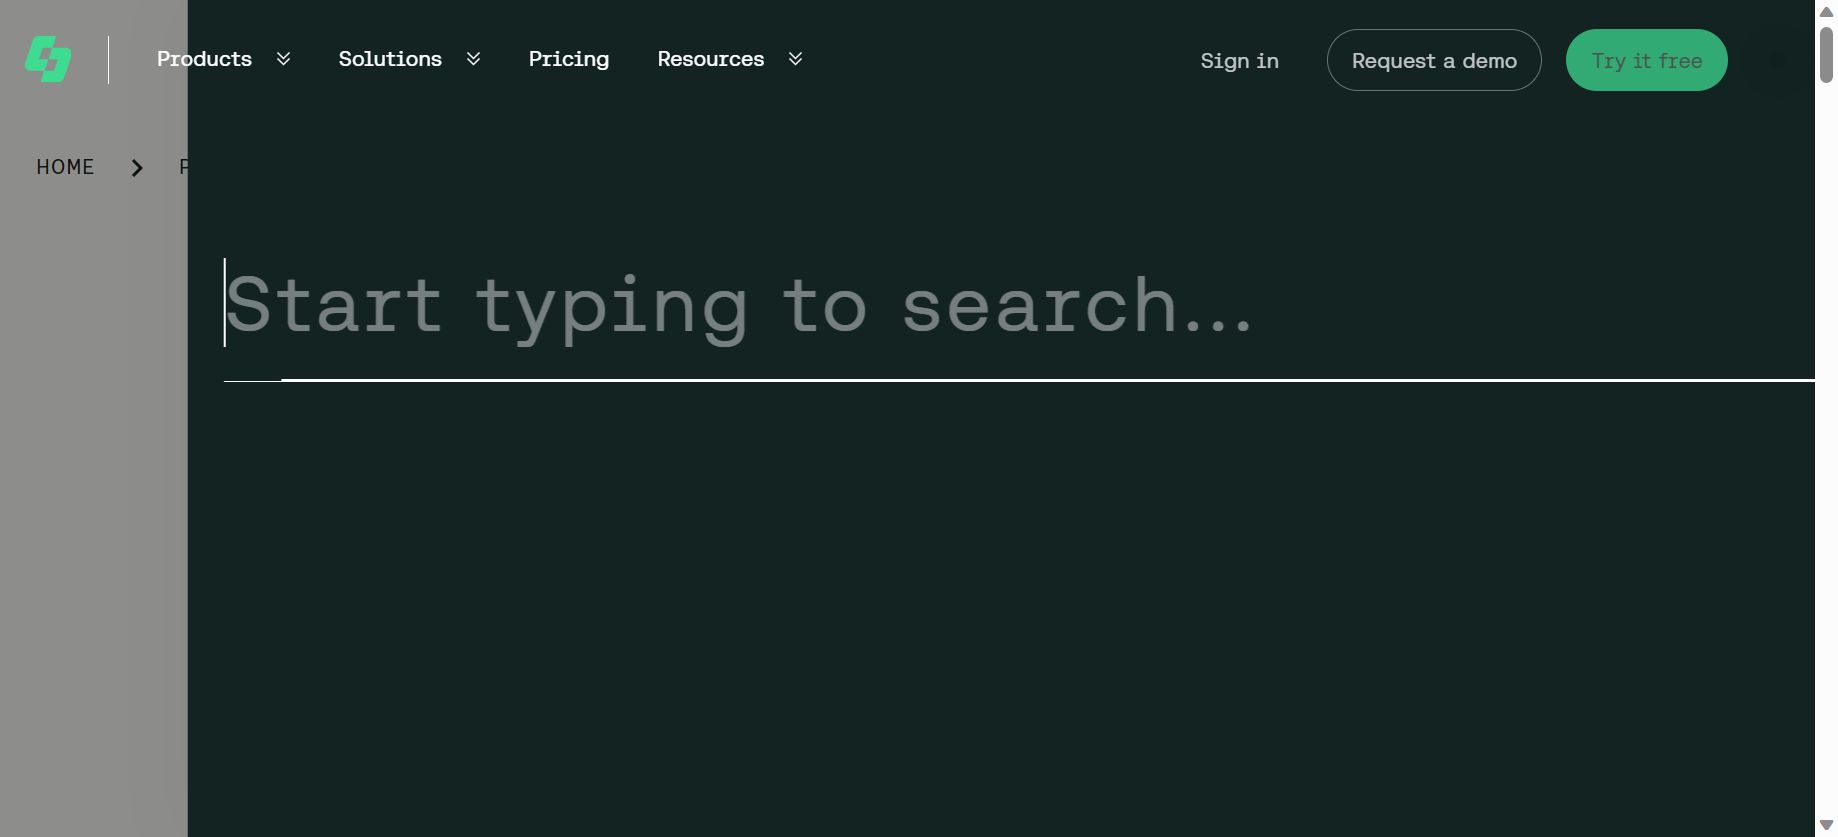 Products Solutions Pricing Resources Sign in Request a demo Try it free
HOME
Start typing to search...